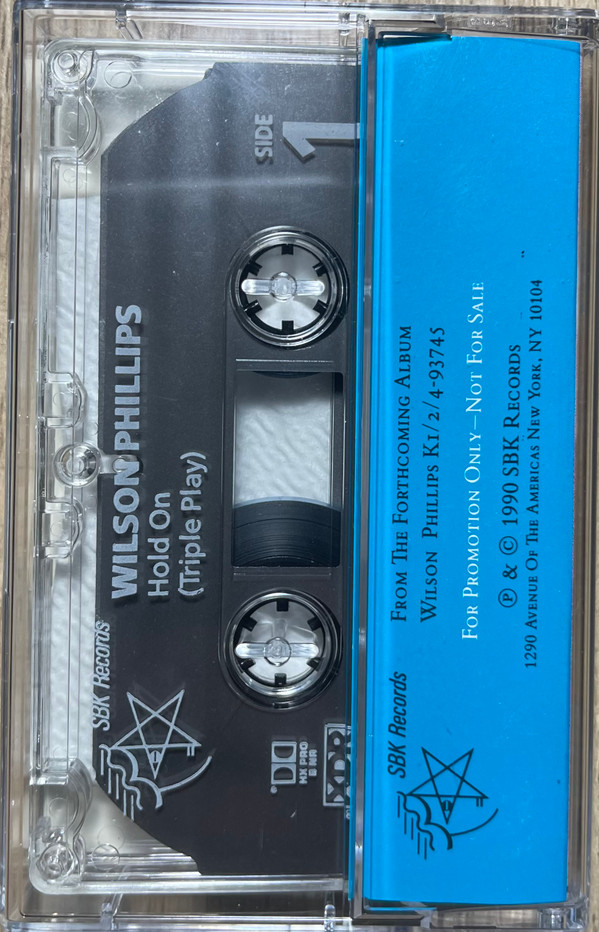 SIDE
1
WILSON PHILLIPS
Hold On
(Triple Play)
SBK Records
HX PRO
B NR
XDR
FROM THE FORTHCOMING ALBUM
WILSON PHILLIPS K1/2/4-93745
FOR PROMOTION ONLY—NOT FOR SALE
℗ & © 1990 SBK RECORDS
1290 AVENUE OF THE AMERICAS NEW YORK, NY 10104
SBK Records